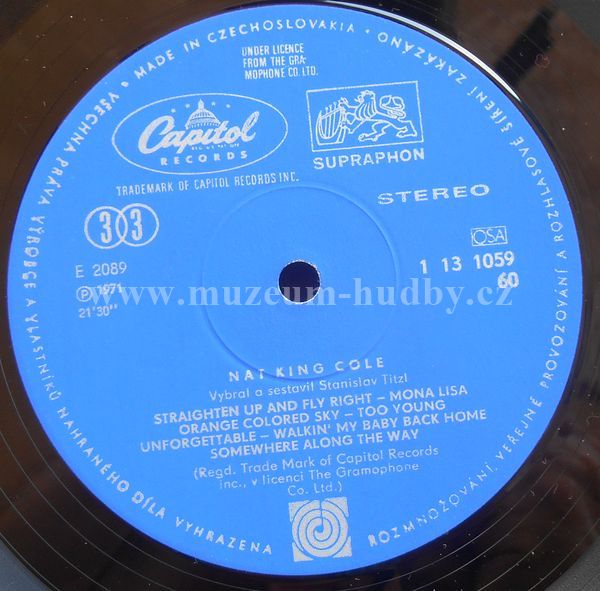 VŠECHNA PRÁVA VÝROBCE A VLASTNÍKŮ NAHRANÉHO DÍLA VYHRAZENA
• MADE IN CZECHOSLOVAKIA •
ROZMNOŽOVÁNÍ, VEŘEJNÉ PROVOZOVÁNÍ A ROZHLASOVÉ ŠÍŘENÍ ZAKÁZÁNO
UNDER LICENCE
FROM THE GRA-
MOPHONE CO. LTD.
Capitol
RECORDS
SUPRAPHON
TRADEMARK OF CAPITOL RECORDS INC.
STEREO
33
OSA
E 2089
1 13 1059
℗ 1971
60
21'30"
www.muzeum-hudby.cz
NAT KING COLE
Vybral a sestavil Stanislav Titzl
STRAIGHTEN UP AND FLY RIGHT – MONA LISA
ORANGE COLORED SKY – TOO YOUNG
UNFORGETTABLE – WALKIN' MY BABY BACK HOME
SOMEWHERE ALONG THE WAY
(Regd. Trade Mark of Capitol Records
Inc., v licenci The Gramophone
Co. Ltd.)